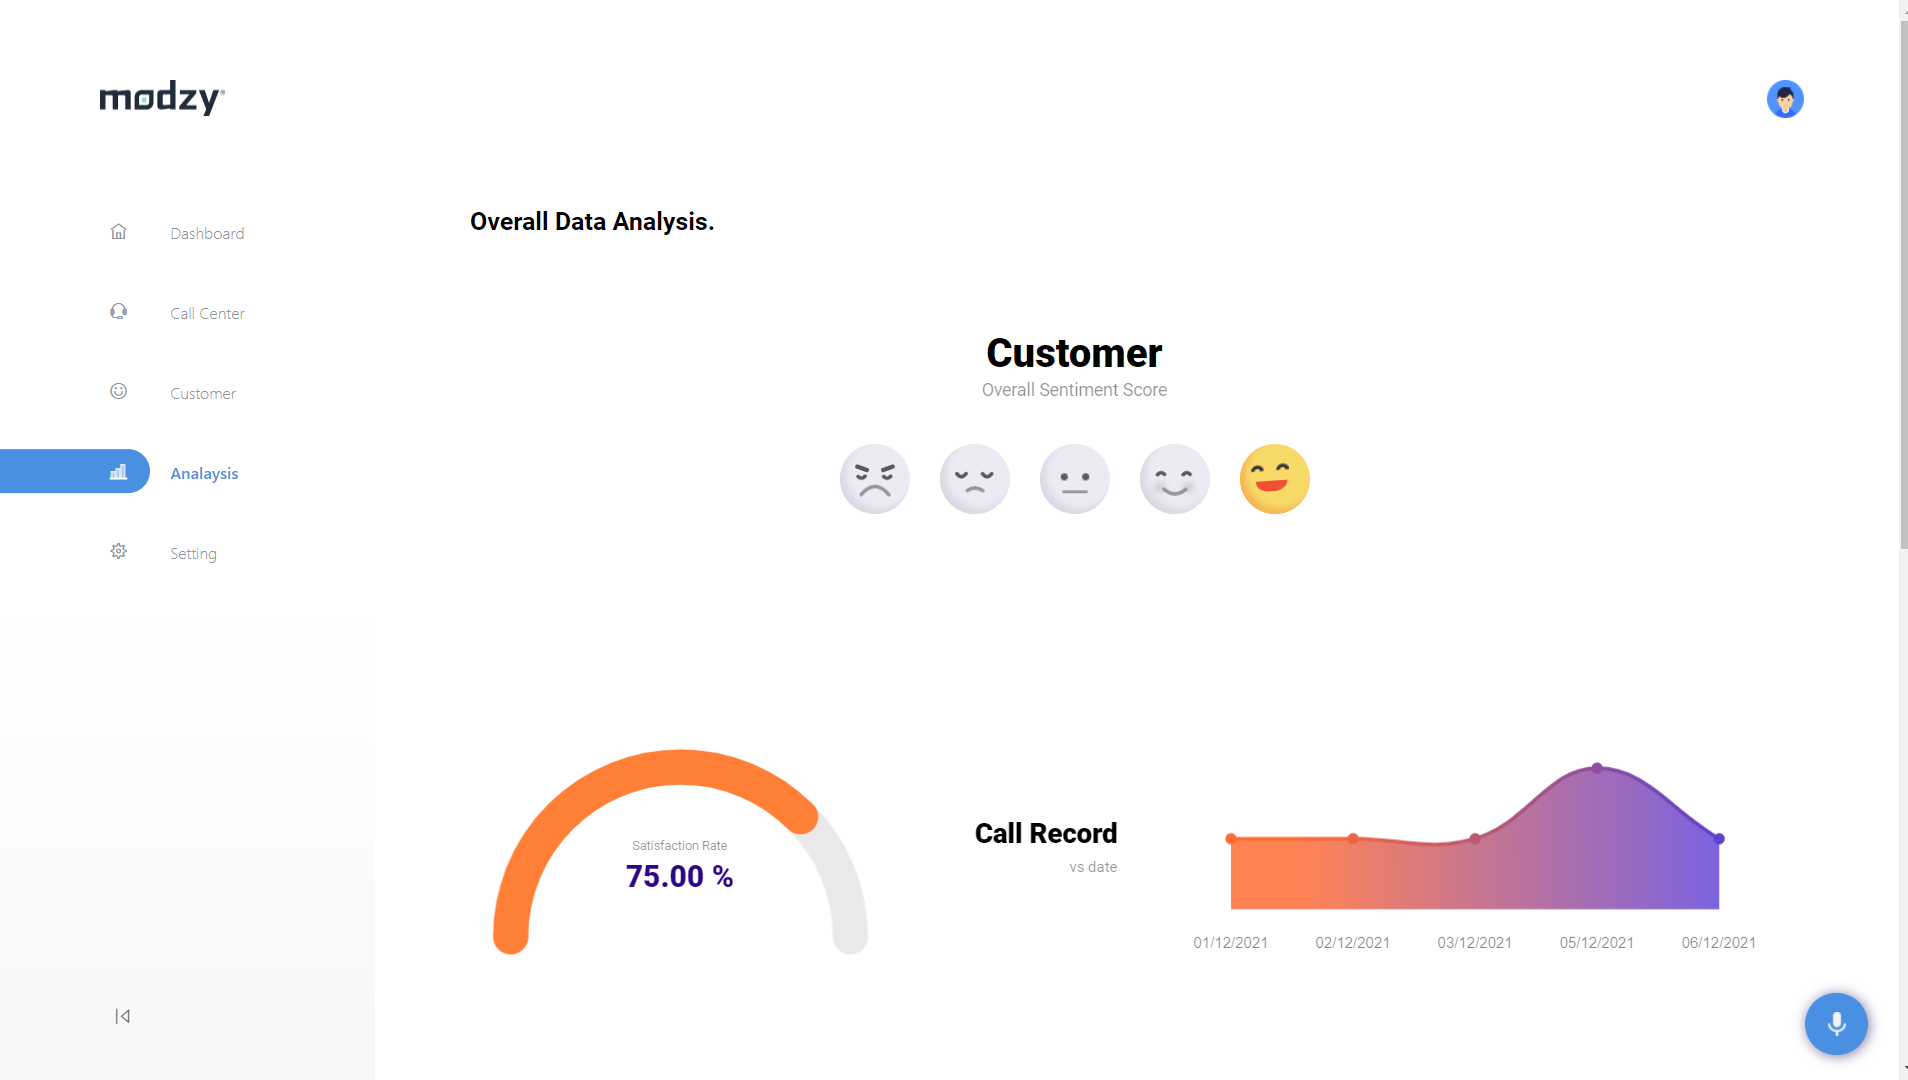 modzy
Dashboard
Call Center
Customer
Analaysis
Setting
Overall Data Analysis.
Customer
Overall Sentiment Score
Satisfaction Rate
75.00 %
Call Record
vs date
01/12/2021 02/12/2021 03/12/2021 05/12/2021 06/12/2021